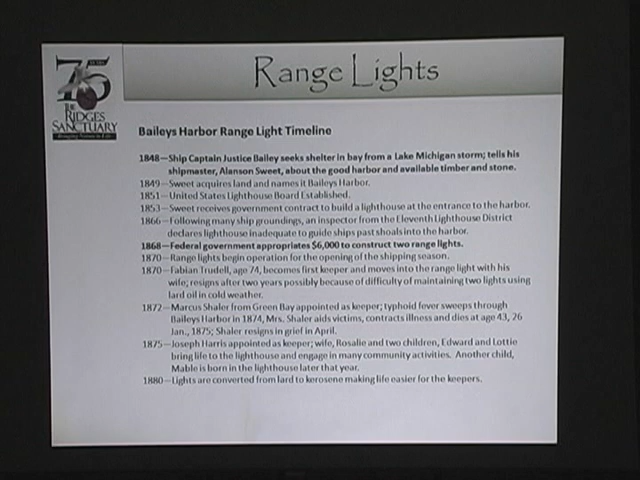 75
YEARS
THE
RIDGES
SANCTUARY
Range Lights
Baileys Harbor Range Light Timeline
1848—Ship Captain Justice Bailey seeks shelter in bay from a Lake Michigan storm; tells his
shipmaster, Alanson Sweet, about the good harbor and available timber and stone.
1849—Sweet acquires land and names it Baileys Harbor.
1851—United States Lighthouse Board Established.
1853—Sweet receives government contract to build a lighthouse at the entrance to the harbor.
1866—Following many ship groundings, an inspector from the Eleventh Lighthouse District
declares lighthouse inadequate to guide ships past shoals into the harbor.
1868—Federal government appropriates $6,000 to construct two range lights.
1870—Range lights begin operation for the opening of the shipping season.
1870—Fabian Trudell, age 74, becomes first keeper and moves into the range light with his
wife; resigns after two years possibly because of difficulty of maintaining two lights using
lard oil in cold weather.
1872—Marcus Shaler from Green Bay appointed as keeper; typhoid fever sweeps through
Baileys Harbor in 1874, Mrs. Shaler aids victims, contracts illness and dies at age 43, 26
Jan., 1875; Shaler resigns in grief in April.
1875—Joseph Harris appointed as keeper; wife, Rosalie and two children, Edward and Lottie
bring life to the lighthouse and engage in many community activities. Another child,
Mable is born in the lighthouse later that year.
1880—Lights are converted from lard to kerosene making life easier for the keepers.